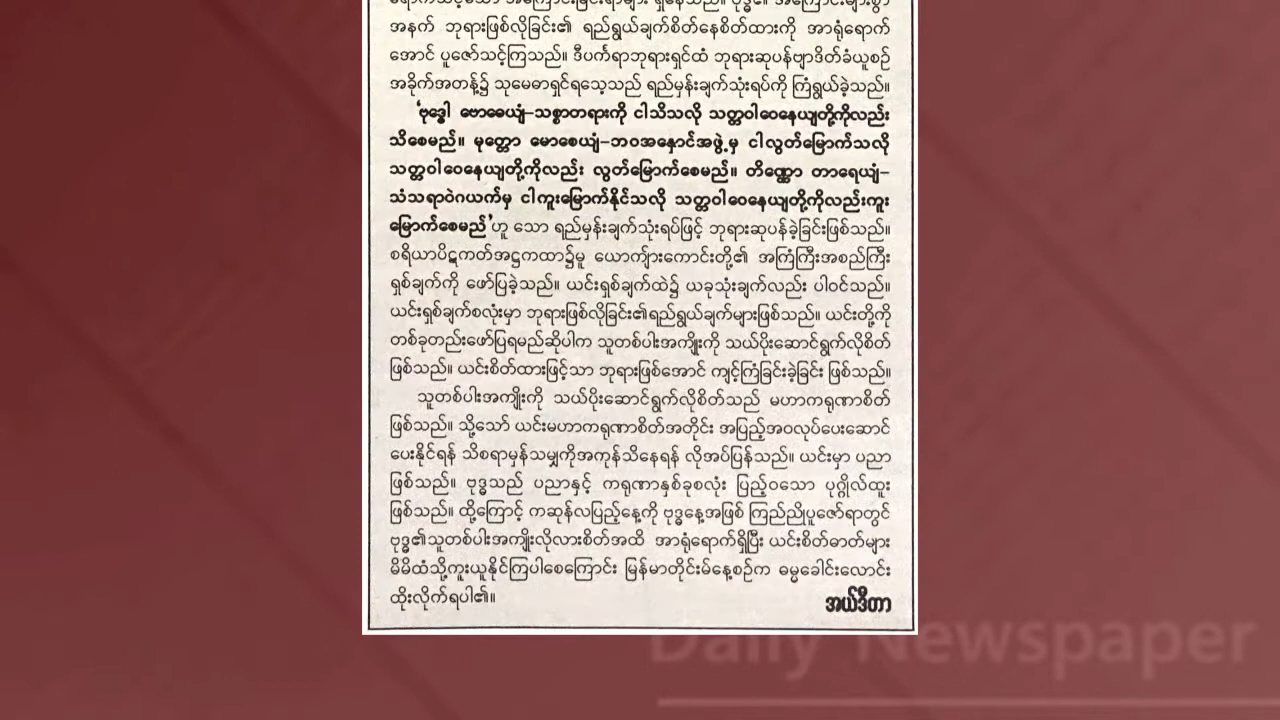 အနက် ဘုရားဖြစ်လိုခြင်း၏ ရည်ရွယ်ချက်စိတ်စေနစိတ်ထားကို အာရုံရောက်
အောင် ပူဇော်သင့်ကြသည်။ ဒီပင်္ကရာဘုရားရှင်ထံ ဘုရားဆုပန်ဗျာဒိတ်ခံယူစဉ်
အခိုက်အတန့်၌ သုမေဓာရှင်ရသေ့သည် ရည်မှန်းချက်သုံးရပ်ကို ကြံရွယ်ခဲ့သည်။
‘ဗုဒ္ဓေါ ဗောဓေယျံ–သစ္စာတရားကို ငါသိသလို သတ္တဝါဝေနေယျတို့ကိုလည်း
သိစေမည်။ မုတ္တော မောစေယျံ–ဘဝအနှောင်အဖွဲ့မှ ငါလွတ်မြောက်သလို
သတ္တဝါဝေနေယျတို့ကိုလည်း လွတ်မြောက်စေမည်။ တိဏ္ဏော တာရေယျံ–
သံသရာဝဲဂယက်မှ ငါကူးမြောက်နိုင်သလို သတ္တဝါဝေနေယျတို့ကိုလည်းကူး
မြောက်စေမည်’ဟူ သော ရည်မှန်းချက်သုံးရပ်ဖြင့် ဘုရားဆုပန်ခဲ့ခြင်းဖြစ်သည်။
စရိယာပိဋကတ်အဋ္ဌကထာ၌မူ ယောကျ်ားကောင်းတို့၏ အကြံကြီးအစည်ကြီး
ရှစ်ချက်ကို ဖော်ပြခဲ့သည်။ ယင်းရှစ်ချက်ထဲ၌ ယခုသုံးချက်လည်း ပါဝင်သည်။
ယင်းရှစ်ချက်စလုံးမှာ ဘုရားဖြစ်လိုခြင်း၏ရည်ရွယ်ချက်များဖြစ်သည်။ ယင်းတို့ကို
တစ်ခုတည်းဖော်ပြရမည်ဆိုပါက သူတစ်ပါးအကျိုးကို သယ်ပိုးဆောင်ရွက်လိုစိတ်
ဖြစ်သည်။ ယင်းစိတ်ထားဖြင့်သာ ဘုရားဖြစ်အောင် ကျင့်ကြံခြင်းခဲ့ခြင်း ဖြစ်သည်။
သူတစ်ပါးအကျိုးကို သယ်ပိုးဆောင်ရွက်လိုစိတ်သည် မဟာကရုဏာစိတ်
ဖြစ်သည်။ သို့သော် ယင်းမဟာကရုဏာစိတ်အတိုင်း အပြည့်အဝလုပ်ပေးဆောင်
ပေးနိုင်ရန် သိစရာမှန်သမျှကိုအကုန်သိနေရန် လိုအပ်ပြန်သည်။ ယင်းမှာ ပညာ
ဖြစ်သည်။ ဗုဒ္ဓသည် ပညာနှင့် ကရုဏာနှစ်ခုစလုံး ပြည့်ဝသော ပုဂ္ဂိုလ်ထူး
ဖြစ်သည်။ ထို့ကြောင့် ကဆုန်လပြည့်နေ့ကို ဗုဒ္ဓနေ့အဖြစ် ကြည်ညိုပူဇော်ရာတွင်
ဗုဒ္ဓ၏သူတစ်ပါးအကျိုးလိုလားစိတ်အထိ အာရုံရောက်ရှိပြီး ယင်းစိတ်ဓာတ်များ
မိမိထံသို့ကူးယူနိုင်ကြပါစေကြောင်း မြန်မာတိုင်းမ်နေ့စဉ်က ဓမ္မခေါင်းလောင်း
ထိုးလိုက်ရပါ၏။
အယ်ဒီတာ
Daily Newspaper